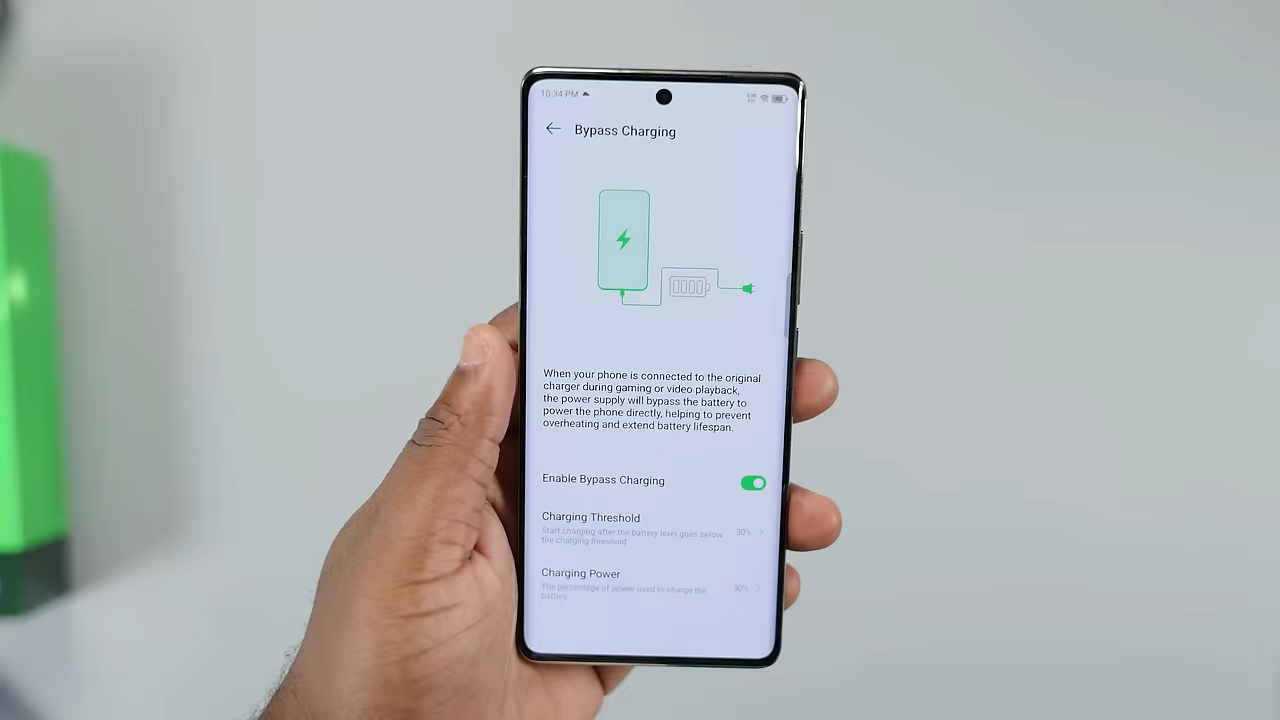 10:34 PM
Bypass Charging
When your phone is connected to the original
charger during gaming or video playback,
the power supply will bypass the battery to
power the phone directly, helping to prevent
overheating and extend battery lifespan.
Enable Bypass Charging
Charging Threshold
Start charging after the battery level goes below
the charging threshold
30%
Charging Power
The percentage of power used to charge the
battery
50%